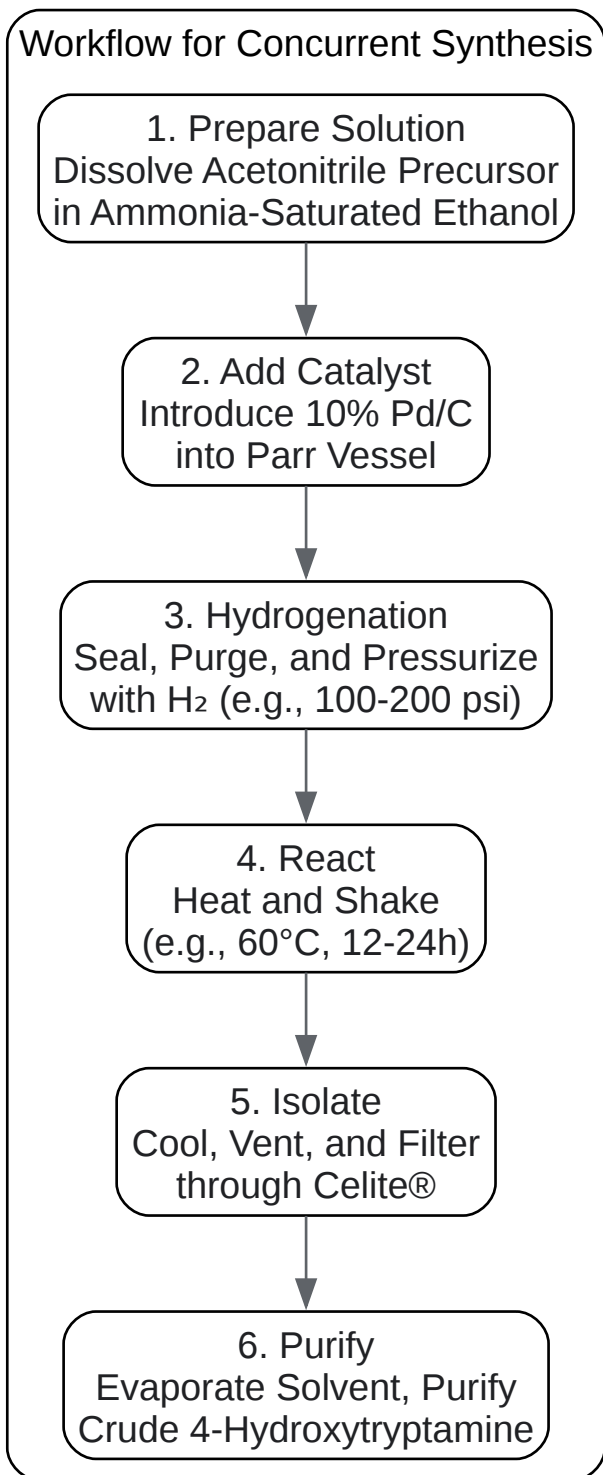 Workflow for Concurrent Synthesis
1. Prepare Solution
Dissolve Acetonitrile Precursor
in Ammonia-Saturated Ethanol
2. Add Catalyst
Introduce 10% Pd/C
into Parr Vessel
3. Hydrogenation
Seal, Purge, and Pressurize
with H₂ (e.g., 100-200 psi)
4. React
Heat and Shake
(e.g., 60°C, 12-24h)
5. Isolate
Cool, Vent, and Filter
through Celite®
6. Purify
Evaporate Solvent, Purify
Crude 4-Hydroxytryptamine